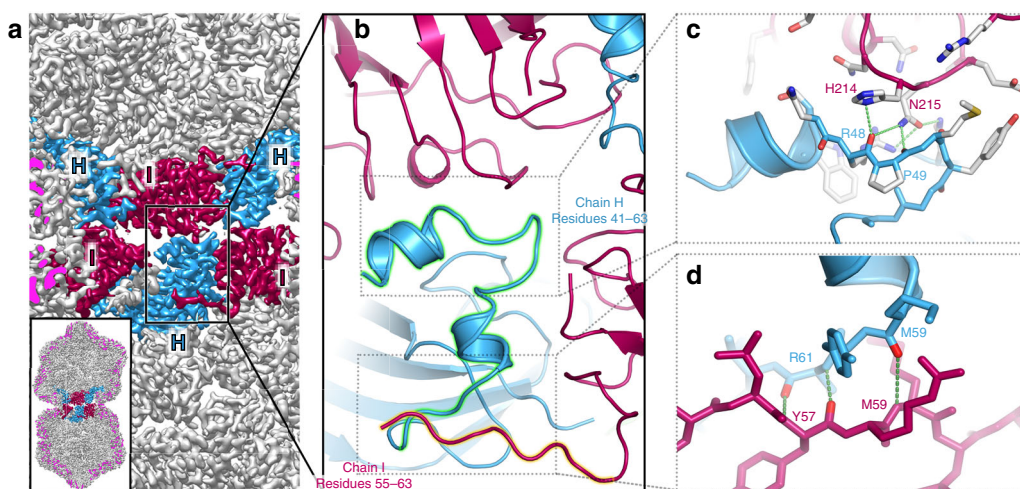 a
H
I
H
I
I
H
b
Chain H
Residues 41–63
Chain I
Residues 55–63
c
H214
N215
R48
P49
d
M59
R61
Y57
M59